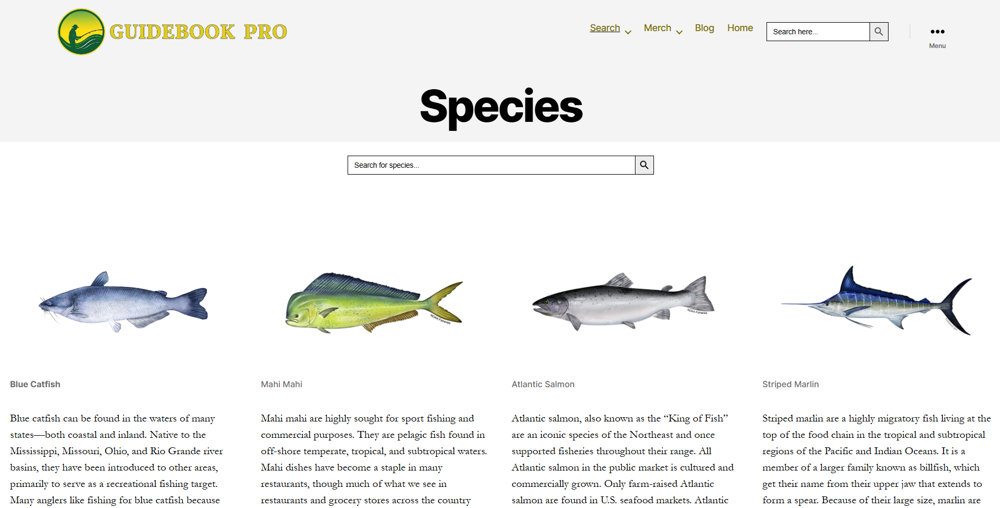 GUIDEBOOK PRO
Search
Merch
Blog
Home
Search here...
Menu
Species
Search for species...
NOAA Fisheries
NOAA Fisheries
Blue Catfish
Mahi Mahi
Atlantic Salmon
Striped Marlin
Blue catfish can be found in the waters of many
states—both coastal and inland. Native to the
Mississippi, Missouri, Ohio, and Rio Grande river
basins, they have been introduced to other areas,
primarily to serve as a recreational fishing target.
Many anglers like fishing for blue catfish because
Mahi mahi are highly sought for sport fishing and
commercial purposes. They are pelagic fish found in
off-shore temperate, tropical, and subtropical waters.
Mahi dishes have become a staple in many
restaurants, though much of what we see in
restaurants and grocery stores across the country
Atlantic salmon, also known as the “King of Fish”
are an iconic species of the Northeast and once
supported fisheries throughout their range. All
Atlantic salmon in the public market is cultured and
commercially grown. Only farm-raised Atlantic
salmon are found in U.S. seafood markets. Atlantic
Striped marlin are a highly migratory fish living at the
top of the food chain in the tropical and subtropical
regions of the Pacific and Indian Oceans. It is a
member of a larger family known as billfish, which
get their name from their upper jaw that extends to
form a spear. Because of their large size, marlin are